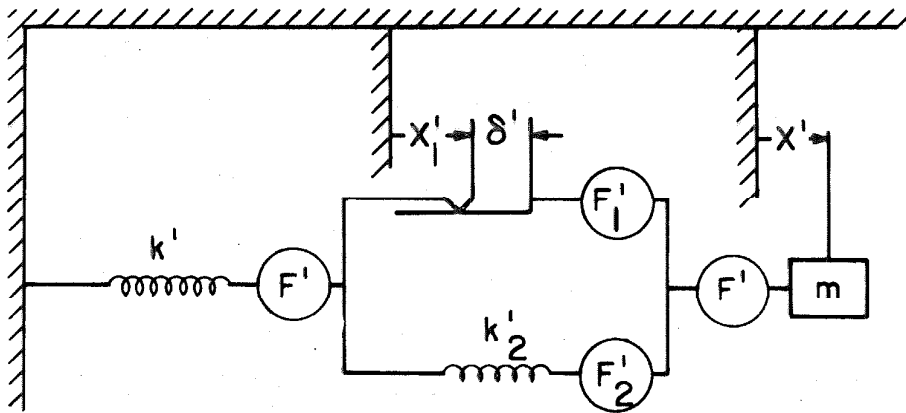 X'₁ δ' X'
F'₁
k' F' F' m
k'₂ F'₂